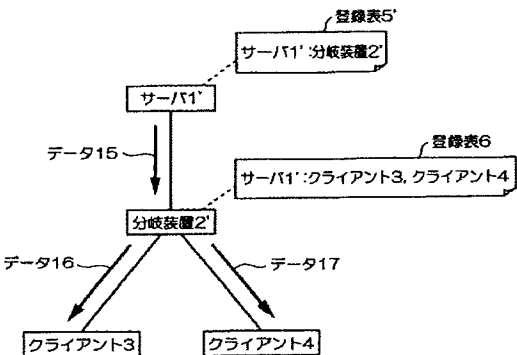 登録表5'
サーバ1':分岐装置2'
サーバ1'
データ15
登録表6
サーバ1':クライアント3, クライアント4
分岐装置2'
データ16
データ17
クライアント3
クライアント4